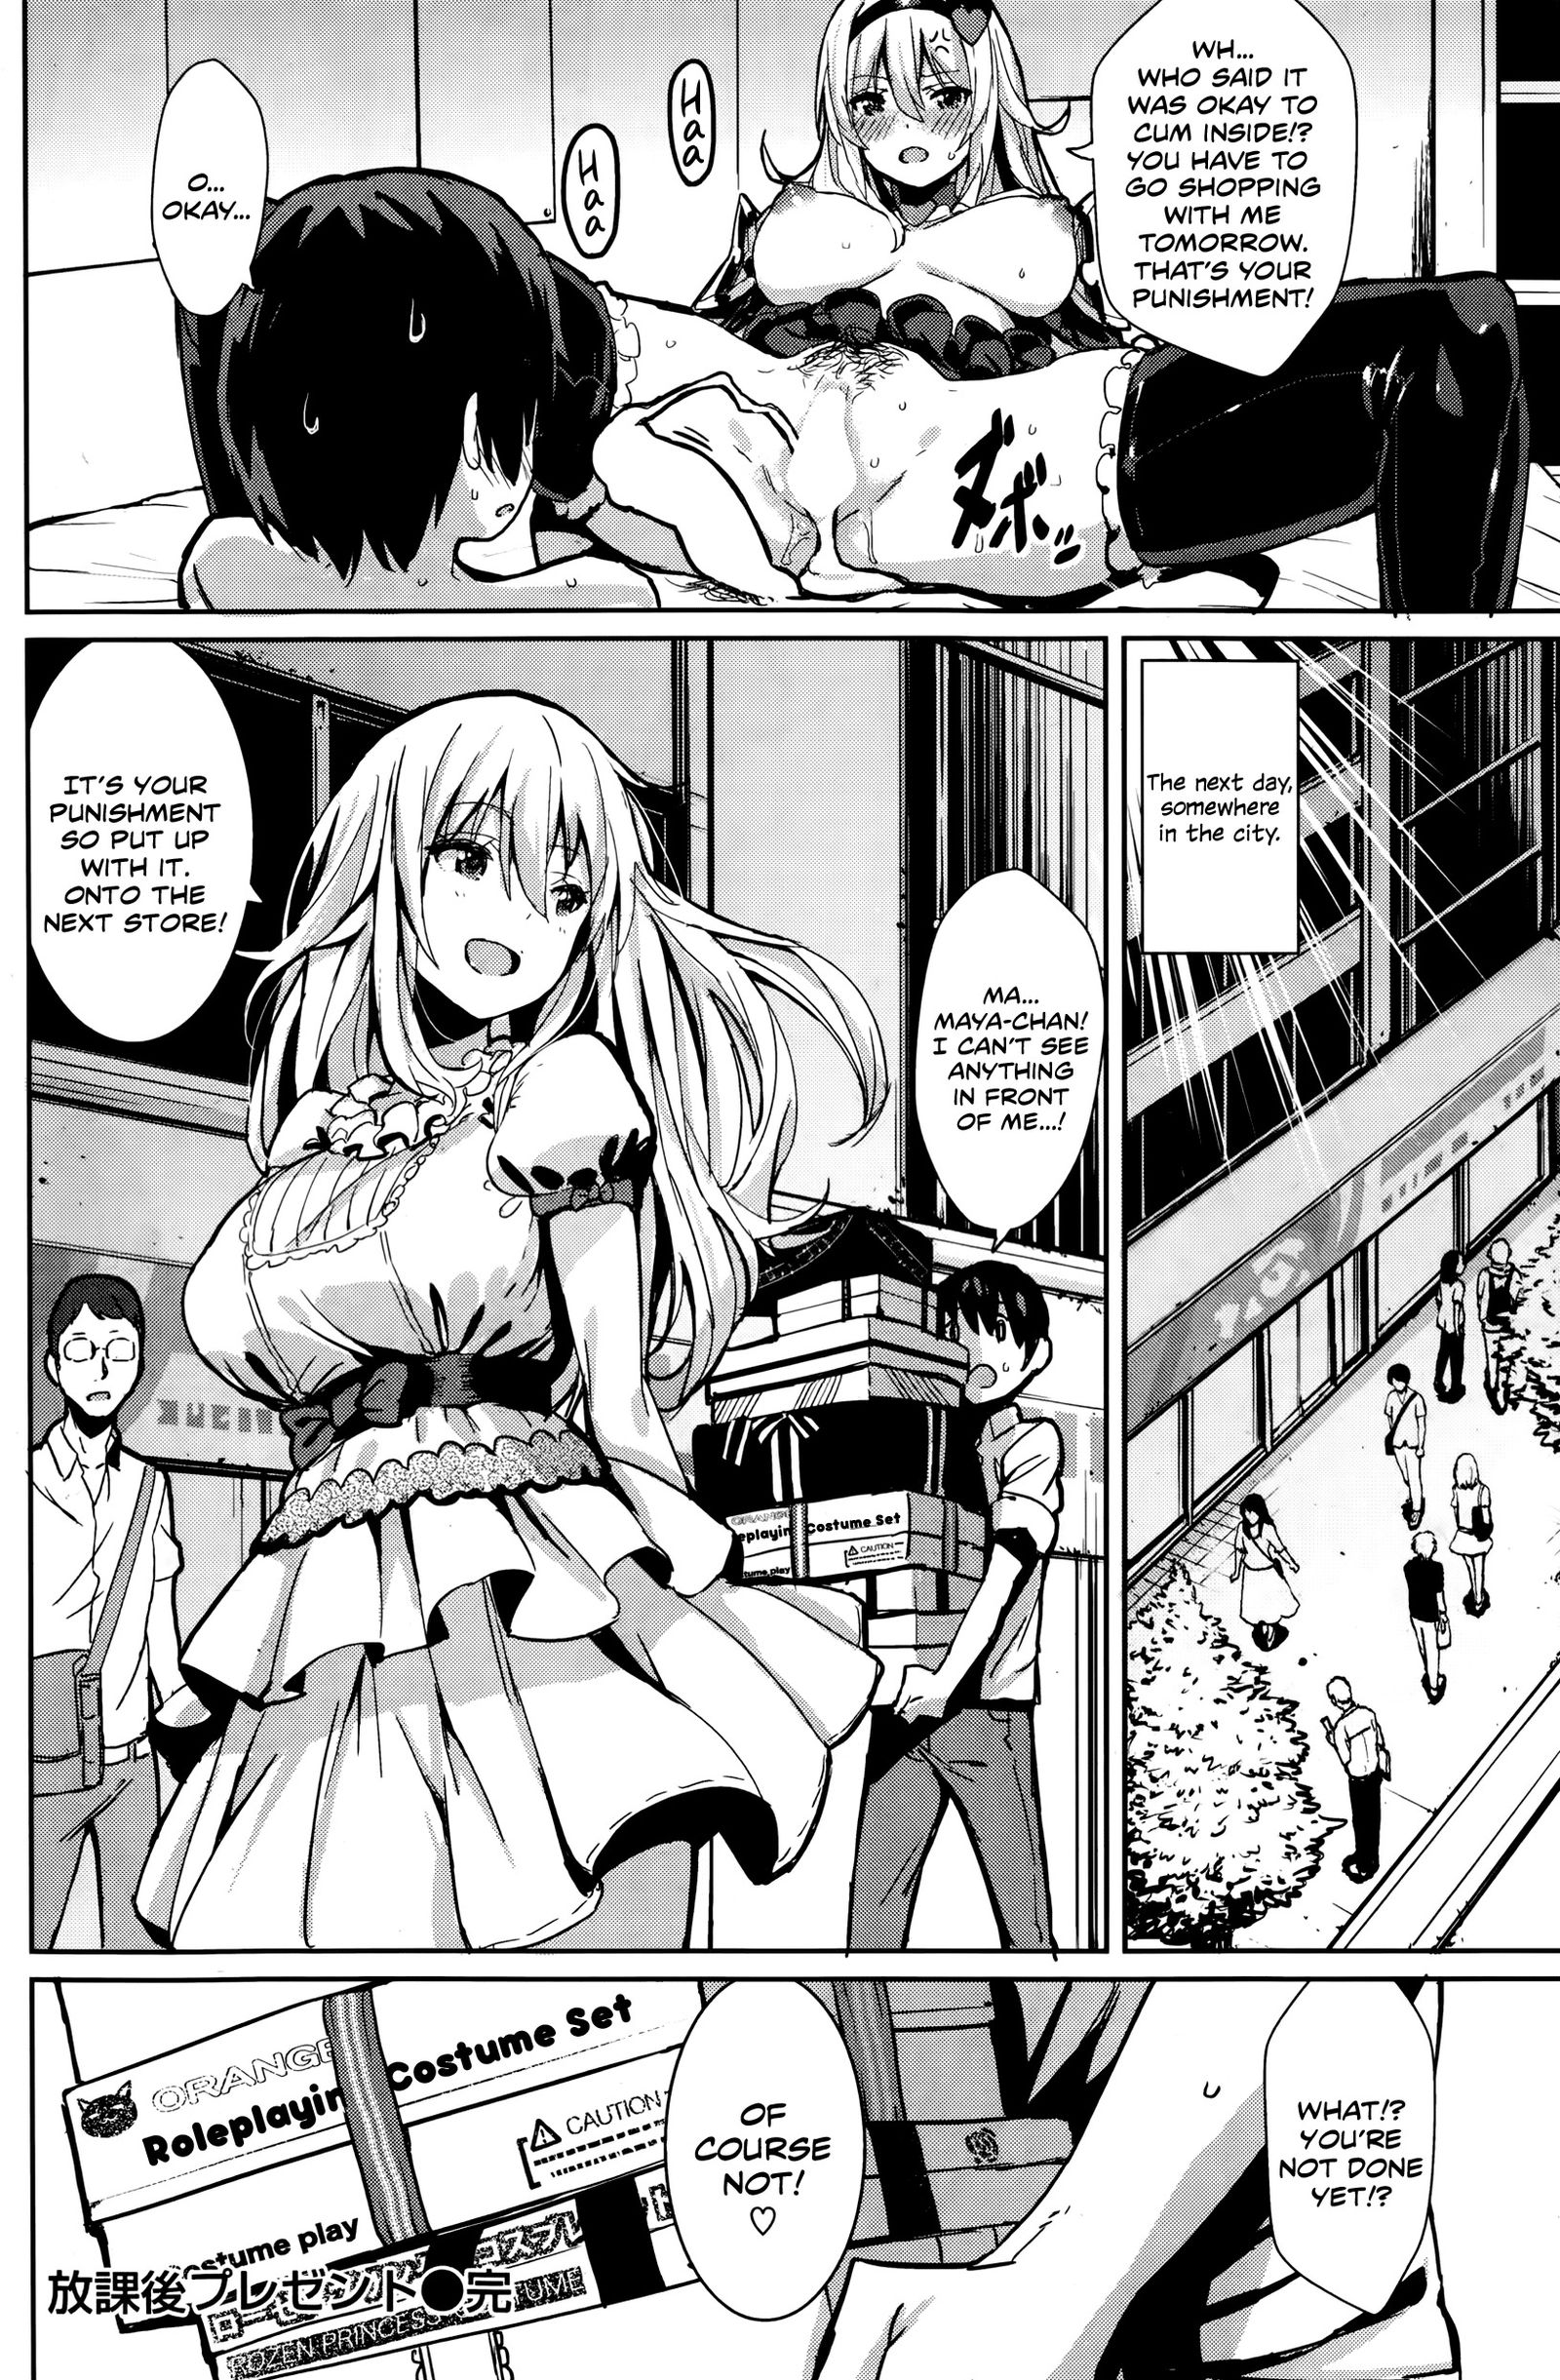 WH...
WHO SAID IT
WAS OKAY TO
CUM INSIDE!?
YOU HAVE TO
GO SHOPPING
WITH ME
TOMORROW.
THAT'S YOUR
PUNISHMENT!
Haa
Haa
ヌボッ
O...
OKAY...
The next day,
somewhere
in the city.
MA...
MAYA-CHAN!
I CAN'T SEE
ANYTHING
IN FRONT
OF ME...!
IT'S YOUR
PUNISHMENT
SO PUT UP
WITH IT.
ONTO THE
NEXT STORE!
ORANGE
Costume Set
CAUTION
WHAT!?
YOU'RE
NOT DONE
YET!?
OF
COURSE
NOT!
♡
ORANGE
Roleplayin Costume Set
CAUTION
play
ROZEN PRINCESS
放課後プレゼント●完